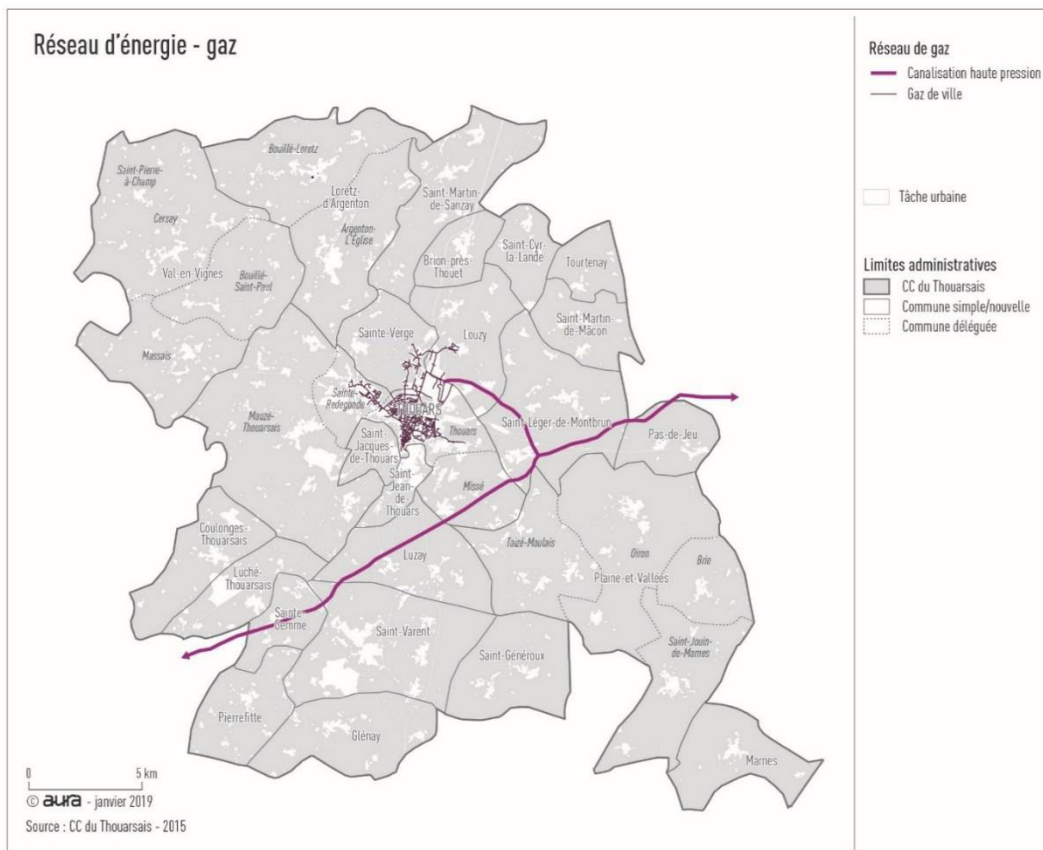 Réseau d'énergie - gaz
Réseau de gaz
Canalisation haute pression
Gaz de ville
Tâche urbaine
Limites administratives
CC du Thouarsais
Commune simple/nouvelle
Commune déléguée
Bouillé-Loretz
Saint-Pierre-
à-Champ
Loretz-
d'Argenton
Saint-Martin-
de-Sanzay
Cersay
Argenton-
L'Eglise
Saint-Cyr-
la-Lande
Brion-près-
Thouet
Tourtenay
Val-en-Vignes
Bouillé-
Saint-Paul
Saint-Martin-
de-Mâcon
Sainte-Verge
Louzy
Massais
Sainte-
Radegonde
THOUARS
Mauzé-
Thouarsais
Saint-Léger-de-Montbrun
Thouars
Pas-de-Jeu
Saint-
Jacques-
de-Thouars
Saint-
Jean-
de-
Thouars
Missé
Coulonges-
Thouarsais
Taizé-Maulais
Oiron
Luzay
Brie
Luché-
Thouarsais
Plaine-et-Vallées
Sainte-
Gemme
Saint-Varent
Saint-Jouin-
de-Marnes
Saint-Généroux
Pierrefitte
Glénay
Marnes
0 5 km
© aura - janvier 2019
Source : CC du Thouarsais - 2015